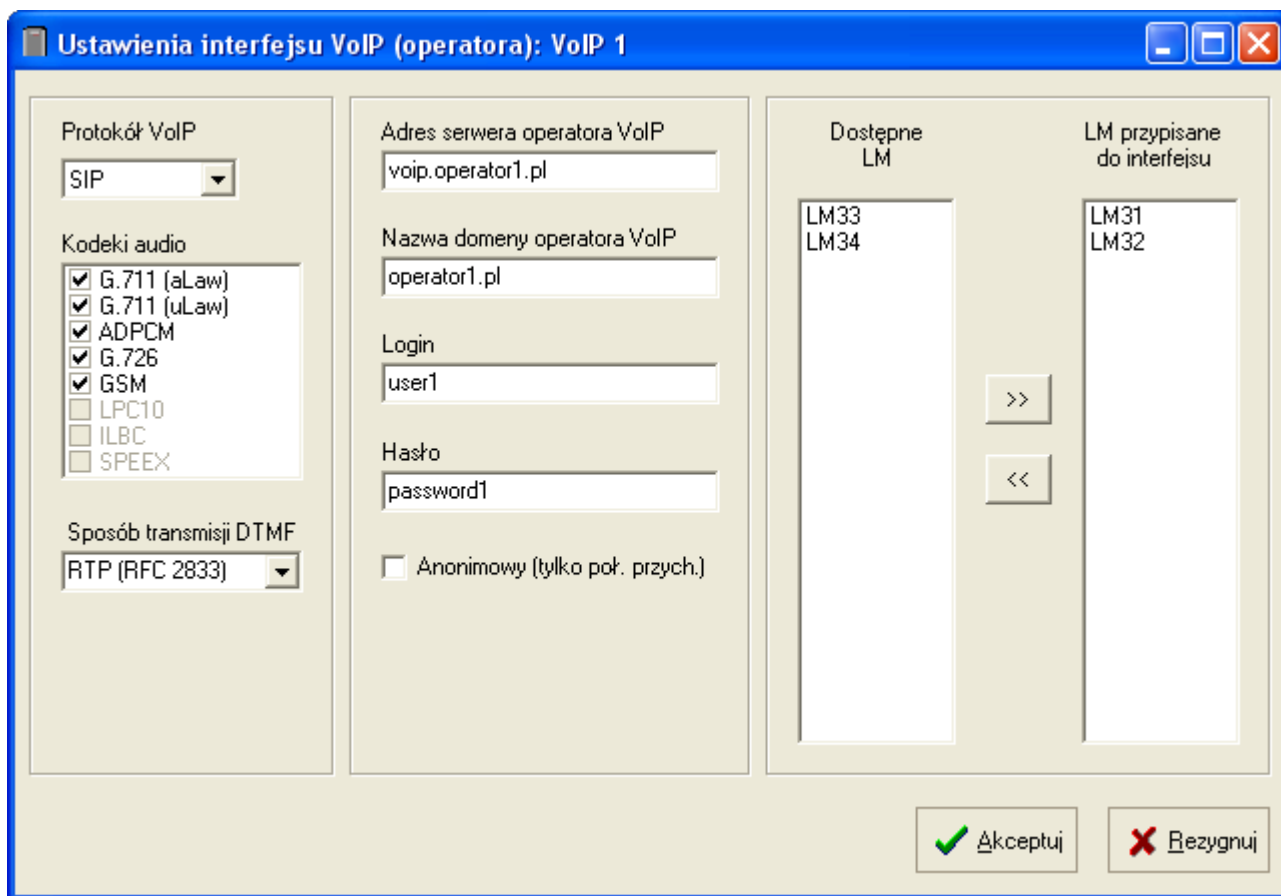 Ustawienia interfejsu VoIP (operatora): VoIP 1
Protokół VoIP
SIP
Kodeki audio
G.711 (aLaw)
G.711 (uLaw)
ADPCM
G.726
GSM
LPC10
ILBC
SPEEX
Sposób transmisji DTMF
RTP (RFC 2833)
Adres serwera operatora VoIP
voip.operator1.pl
Nazwa domeny operatora VoIP
operator1.pl
Login
user1
Hasło
password1
Anonimowy (tylko poł. przych.)
Dostępne
LM
LM33
LM34
>>
<<
LM przypisane
do interfejsu
LM31
LM32
Akceptuj
Rezygnuj